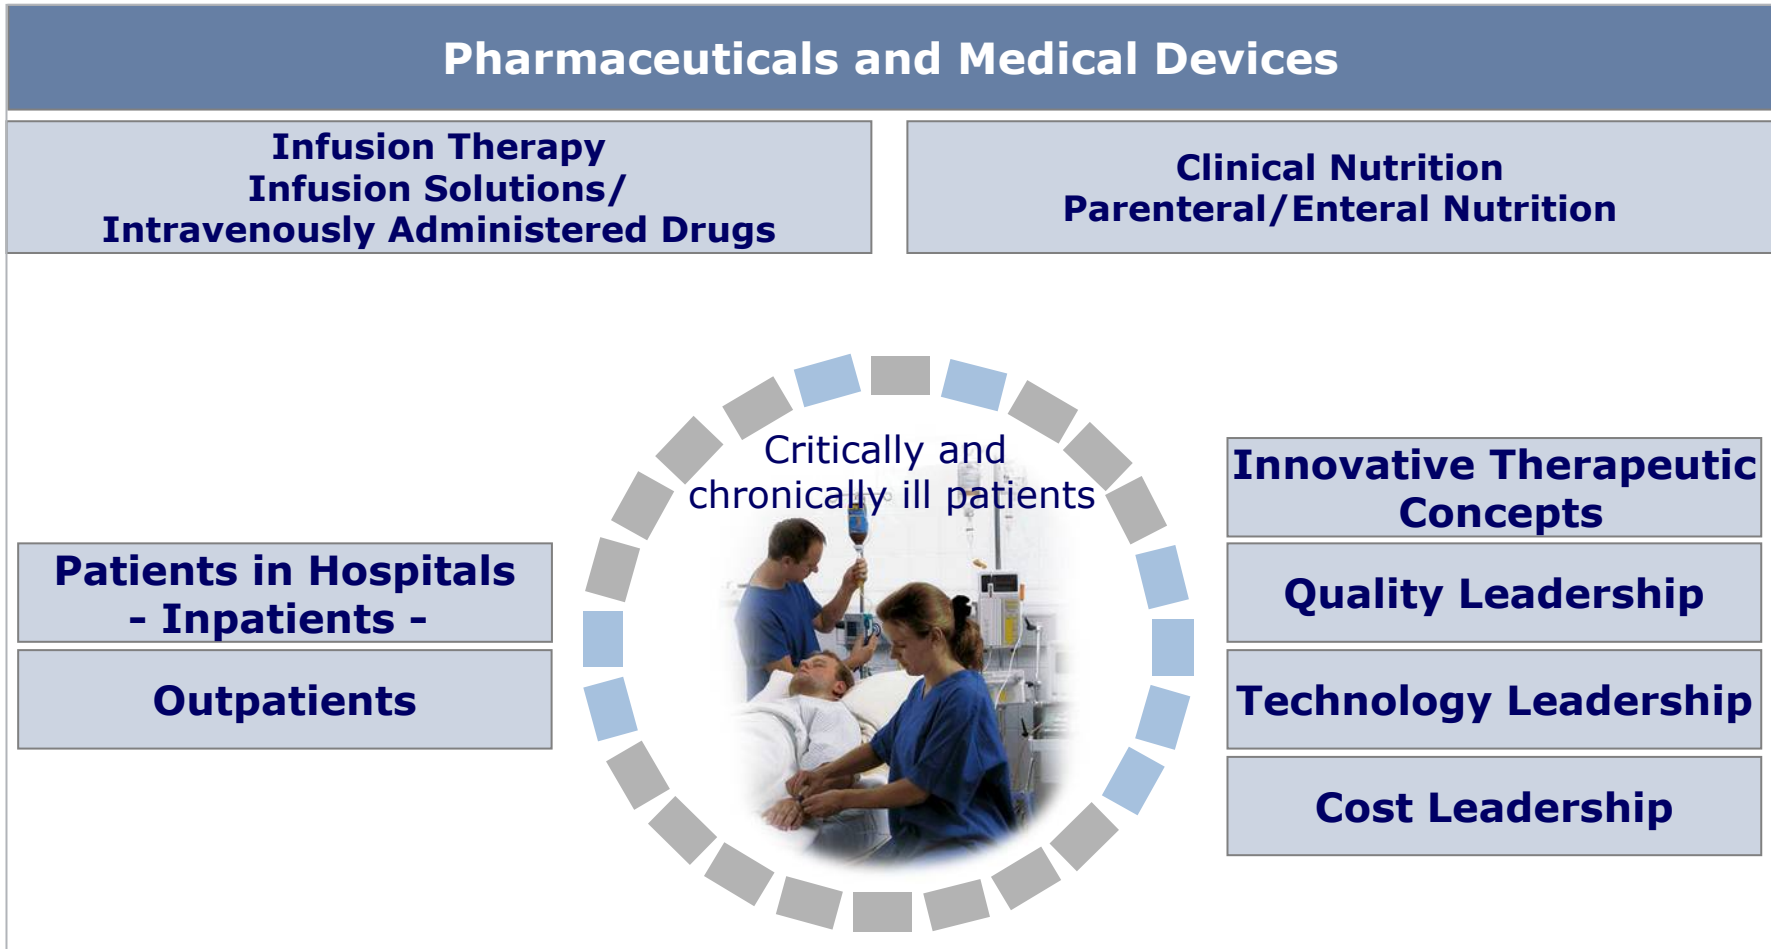 Pharmaceuticals and Medical Devices
Infusion Therapy
Infusion Solutions/
Intravenously Administered Drugs
Clinical Nutrition
Parenteral/Enteral Nutrition
Critically and
chronically ill patients
Patients in Hospitals
- Inpatients -
Outpatients
Innovative Therapeutic
Concepts
Quality Leadership
Technology Leadership
Cost Leadership